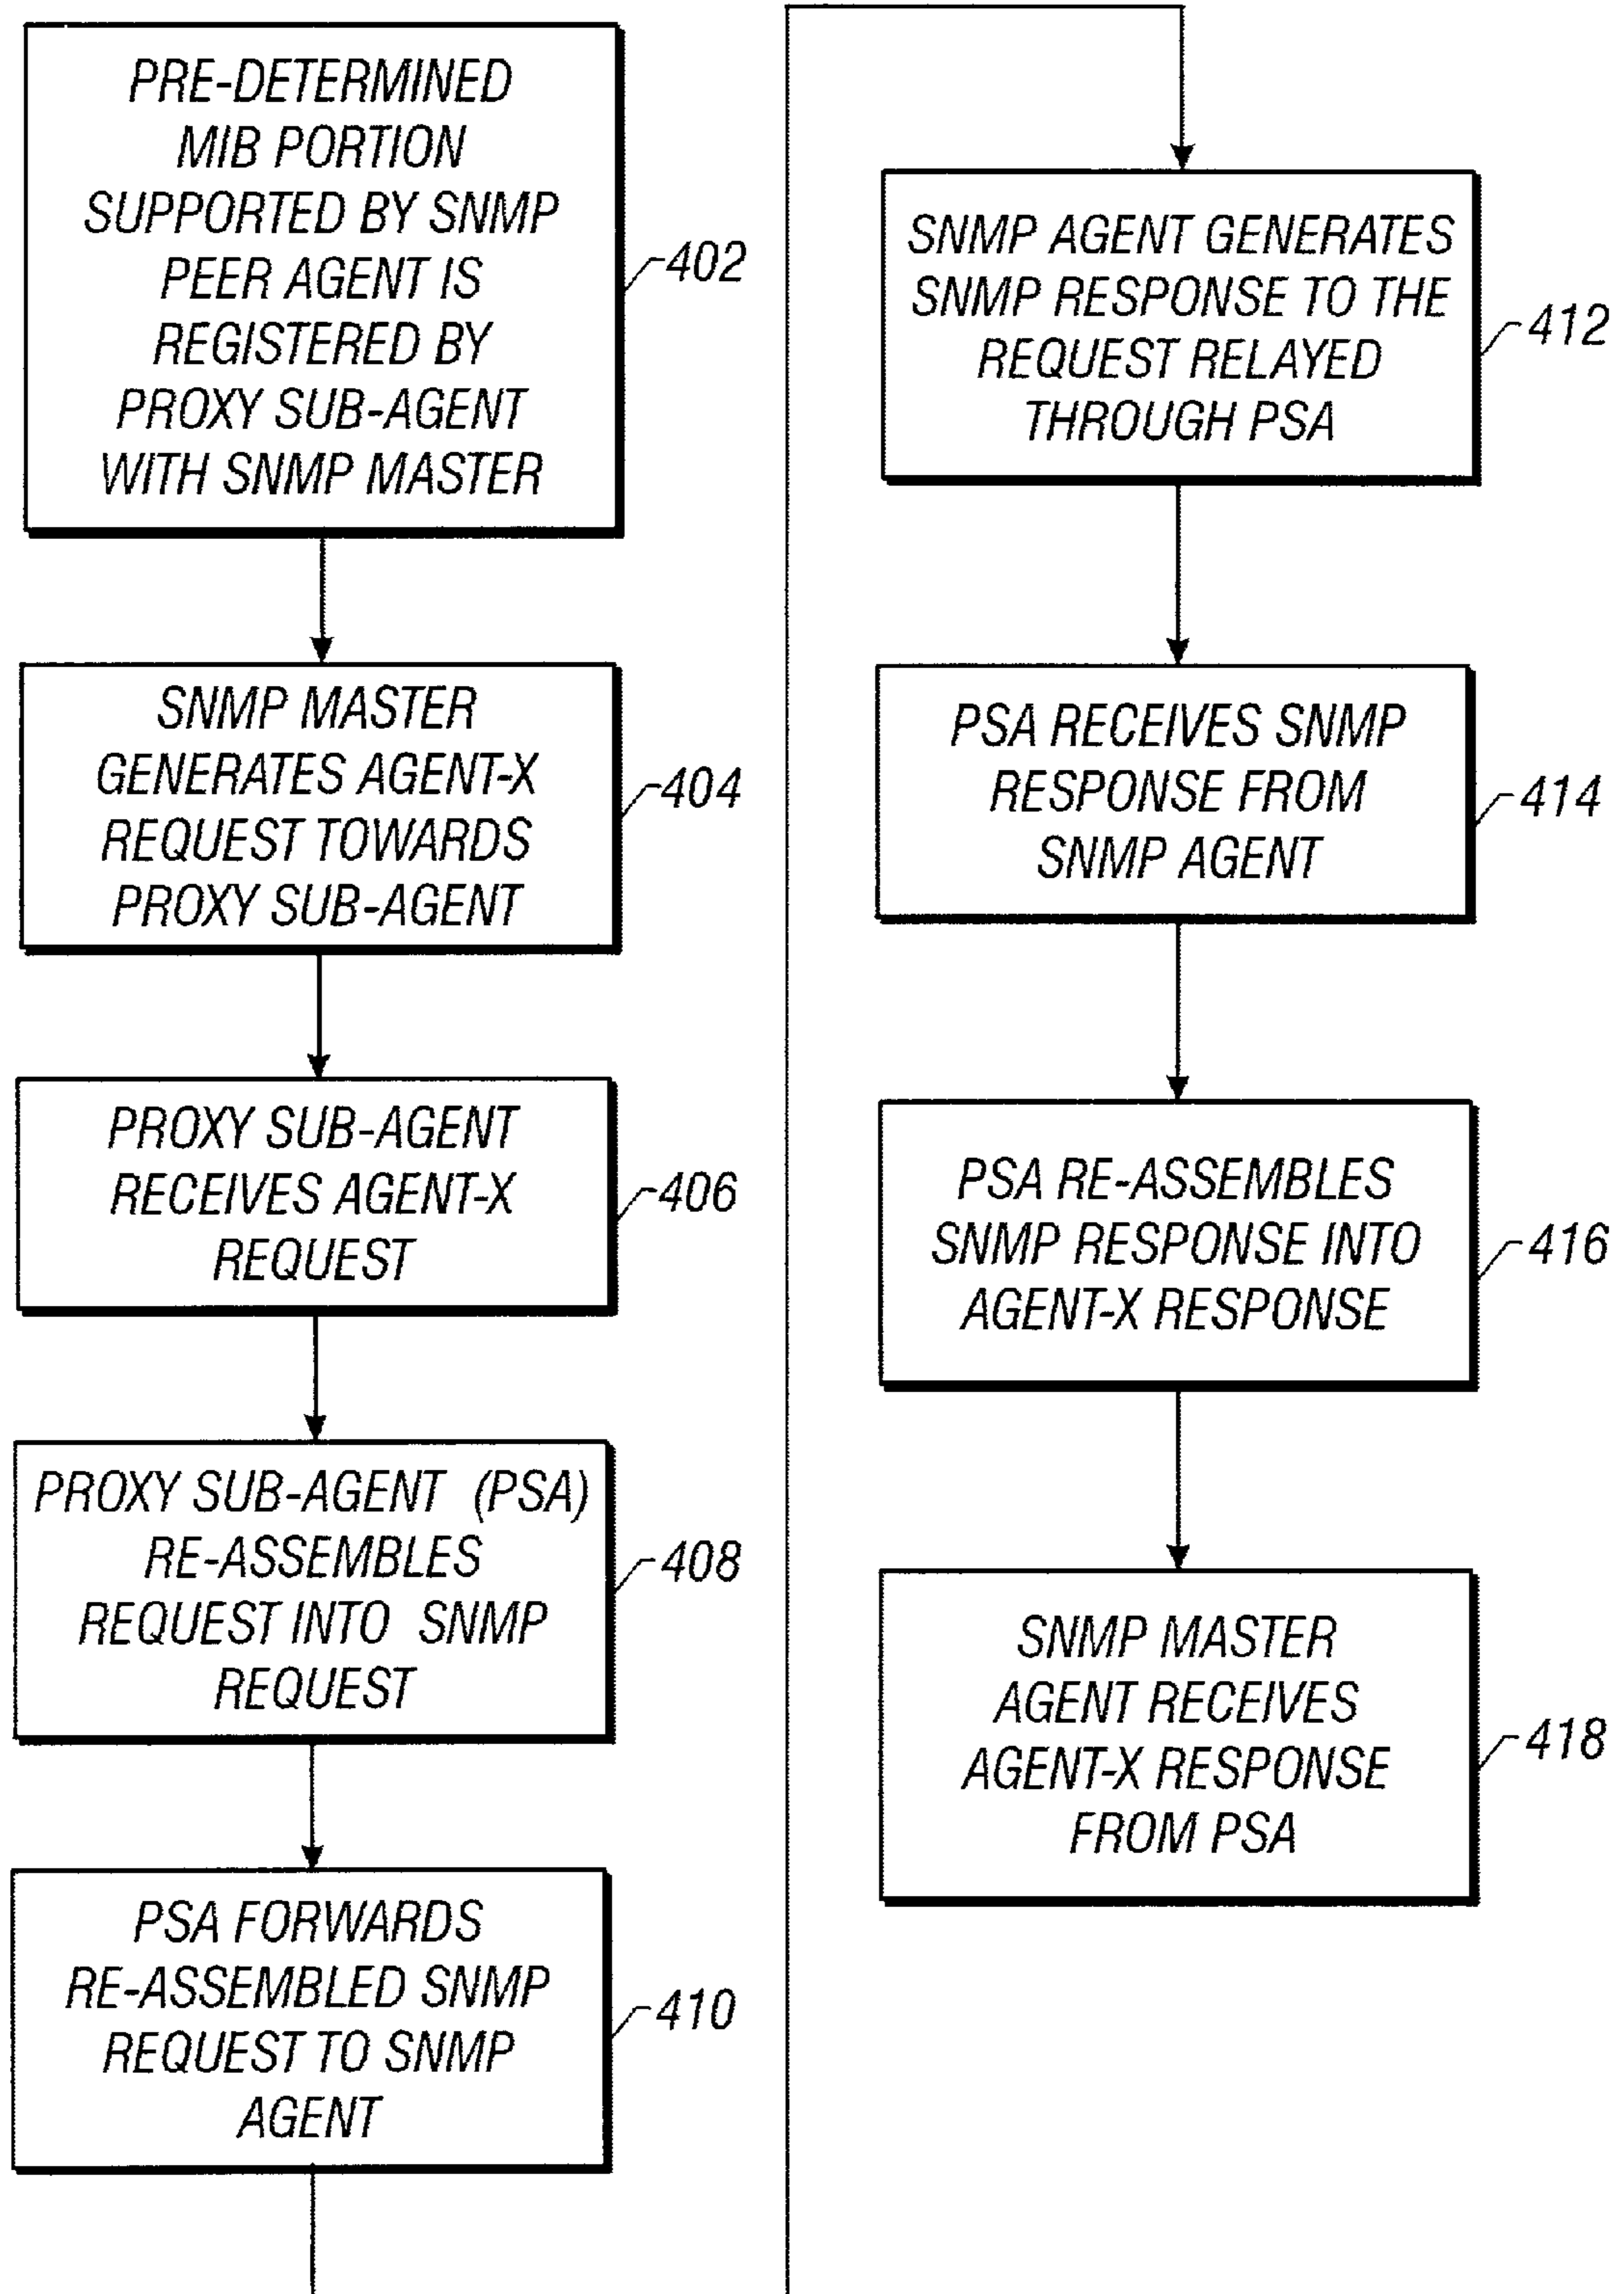 PRE-DETERMINED
MIB PORTION
SUPPORTED BY SNMP
PEER AGENT IS
REGISTERED BY
PROXY SUB-AGENT
WITH SNMP MASTER
402
SNMP MASTER
GENERATES AGENT-X
REQUEST TOWARDS
PROXY SUB-AGENT
404
PROXY SUB-AGENT
RECEIVES AGENT-X
REQUEST
406
PROXY SUB-AGENT (PSA)
RE-ASSEMBLES
REQUEST INTO SNMP
REQUEST
408
PSA FORWARDS
RE-ASSEMBLED SNMP
REQUEST TO SNMP
AGENT
410
SNMP AGENT GENERATES
SNMP RESPONSE TO THE
REQUEST RELAYED
THROUGH PSA
412
PSA RECEIVES SNMP
RESPONSE FROM
SNMP AGENT
414
PSA RE-ASSEMBLES
SNMP RESPONSE INTO
AGENT-X RESPONSE
416
SNMP MASTER
AGENT RECEIVES
AGENT-X RESPONSE
FROM PSA
418